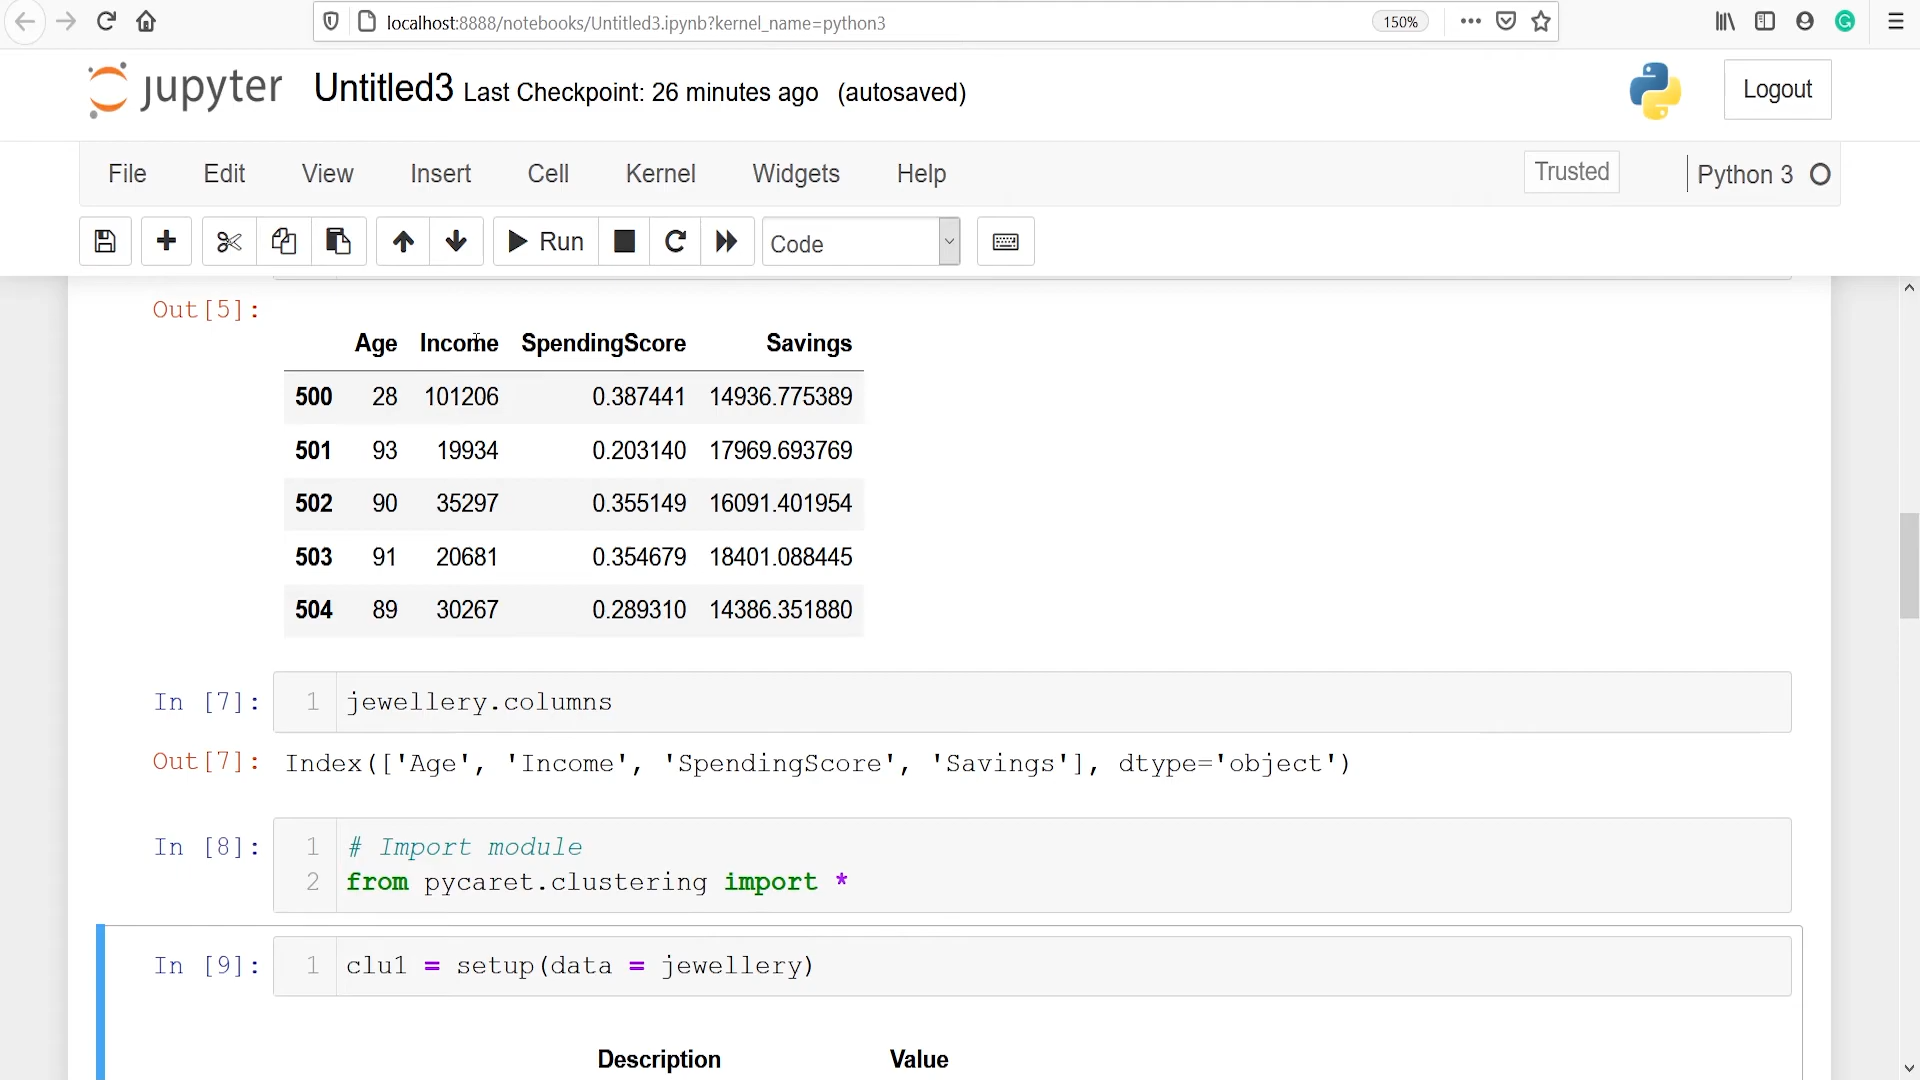 localhost:8888/notebooks/Untitled3.ipynb?kernel_name=python3 150%
jupyter Untitled3 Last Checkpoint: 26 minutes ago (autosaved) Logout
File Edit View Insert Cell Kernel Widgets Help Trusted Python 3
Run Code
Out[5]:
Age Income SpendingScore Savings
500 28 101206 0.387441 14936.775389
501 93 19934 0.203140 17969.693769
502 90 35297 0.355149 16091.401954
503 91 20681 0.354679 18401.088445
504 89 30267 0.289310 14386.351880
In [7]: 1 jewellery.columns
Out[7]: Index(['Age', 'Income', 'SpendingScore', 'Savings'], dtype='object')
In [8]: 1 # Import module
2 from pycaret.clustering import *
In [9]: 1 clu1 = setup(data = jewellery)
Description Value